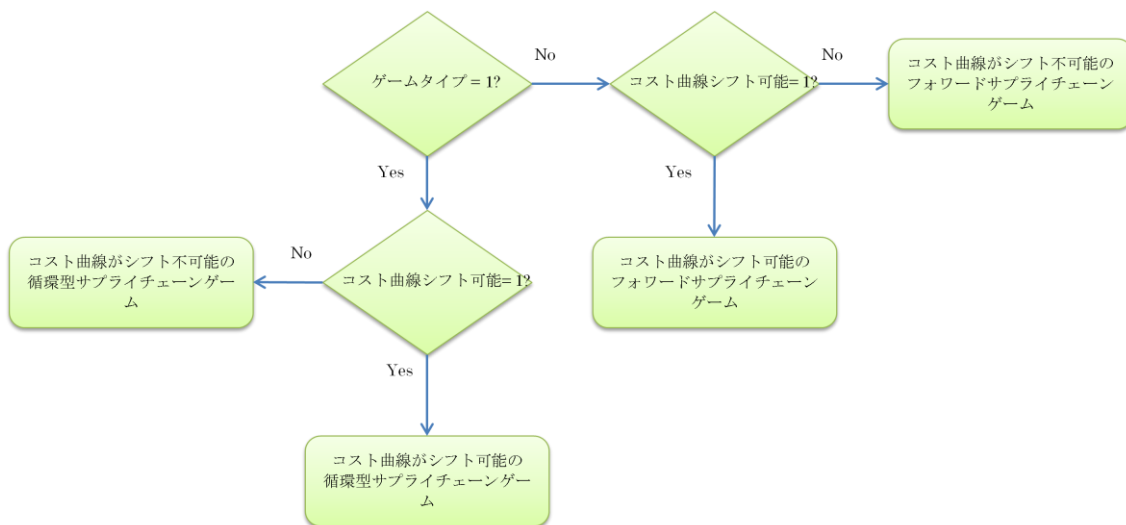 ゲームタイプ = 1?
No
コスト曲線シフト可能= 1?
No
コスト曲線がシフト不可能の
フォワードサプライチェーン
ゲーム
Yes
Yes
コスト曲線がシフト不可能の
循環型サプライチェーンゲー
ム
No
コスト曲線シフト可能= 1?
コスト曲線がシフト可能の
フォワードサプライチェーン
ゲーム
Yes
コスト曲線がシフト可能の
循環型サプライチェーンゲー
ム